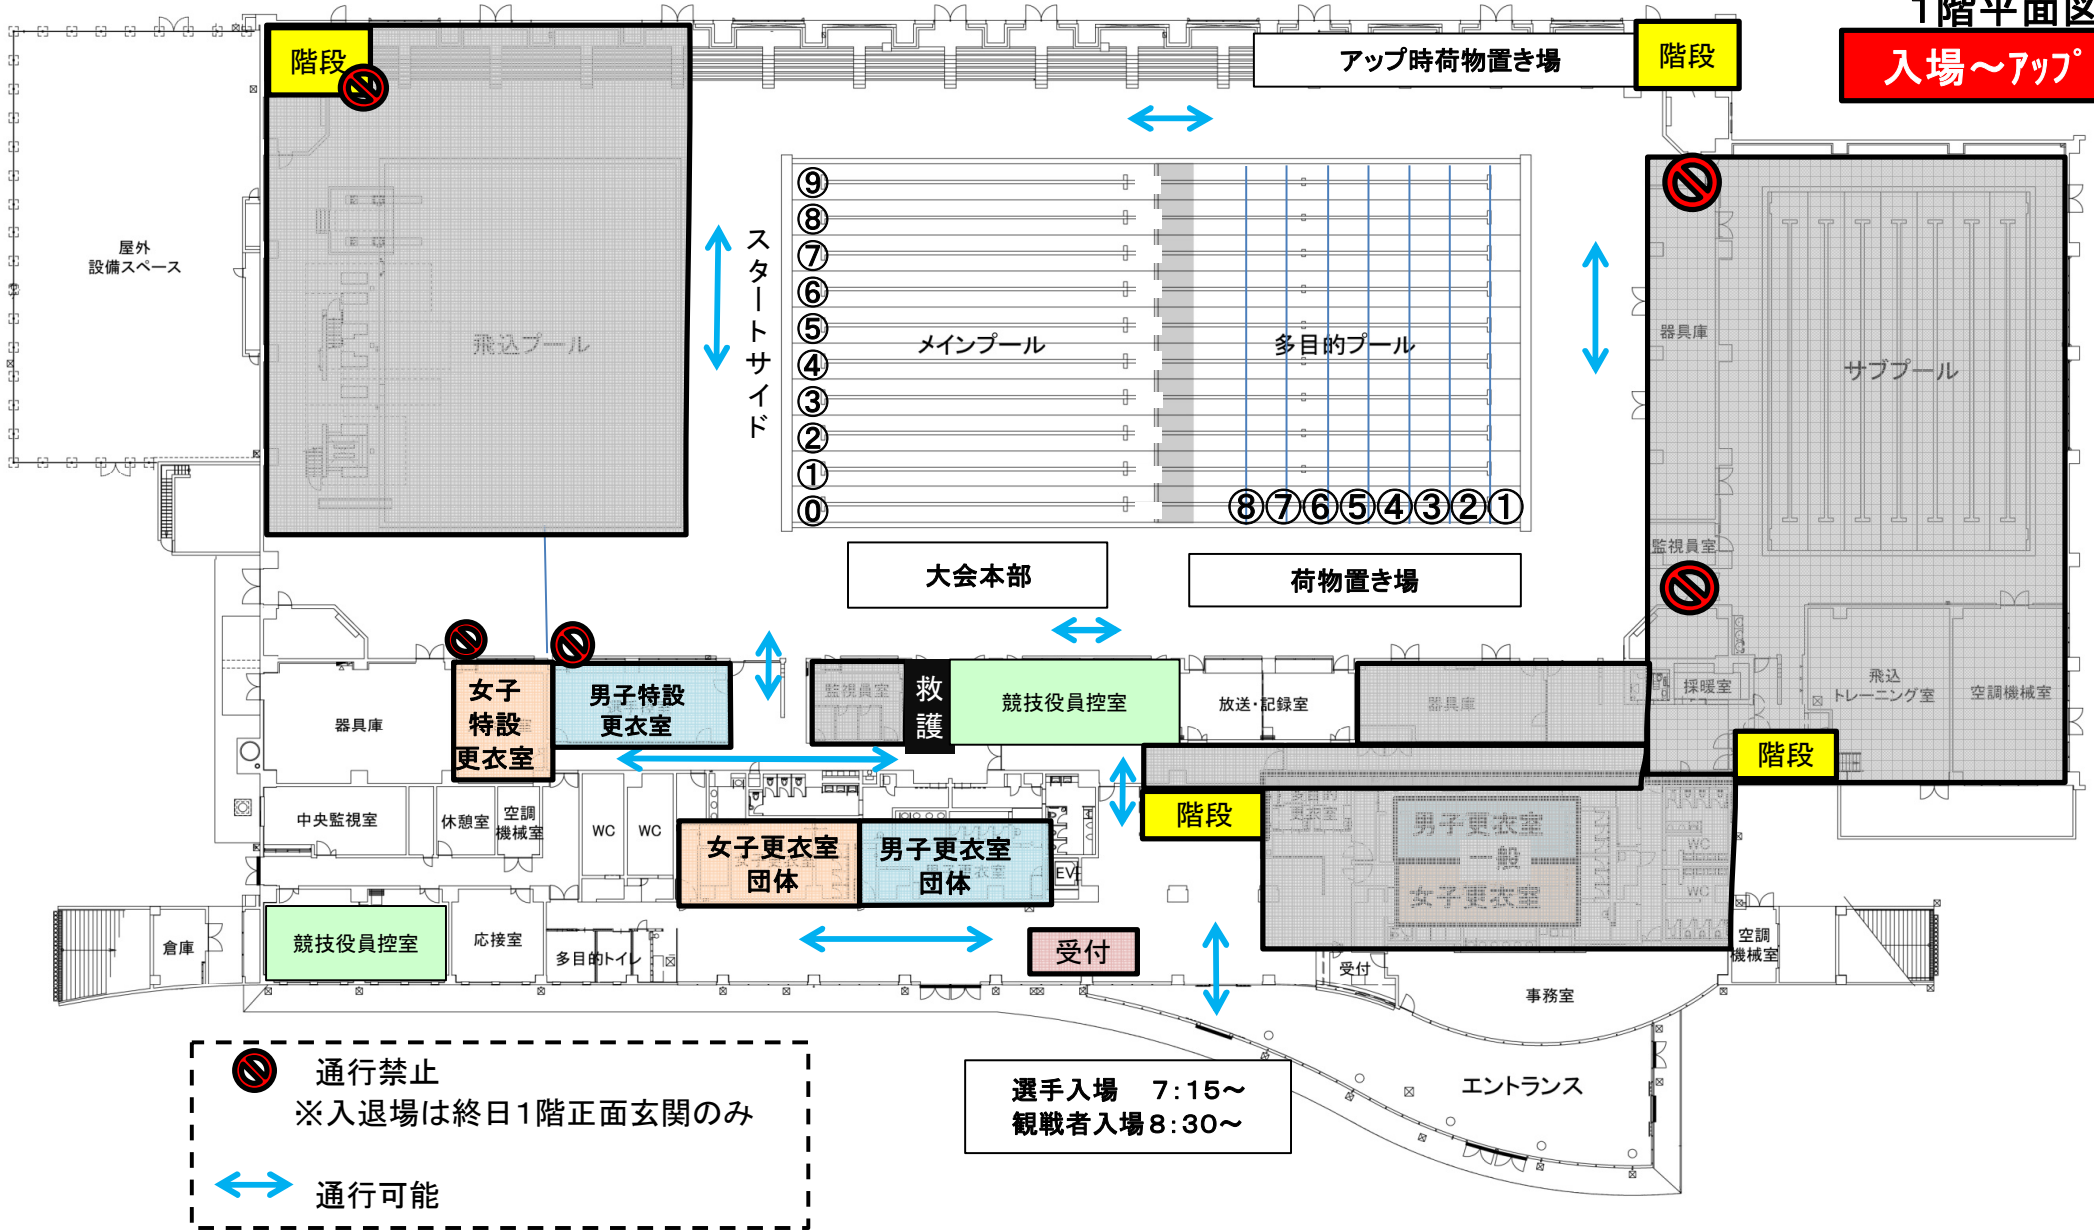 1階平面図
入場～ｱｯﾌﾟ
階段
アップ時荷物置き場
階段
屋外
設備スペース
飛込プール
スタートサイド
⑨
⑧
⑦
⑥
⑤
④
③
②
①
⓪
メインプール
多目的プール
⑧⑦⑥⑤④③②①
器具庫
サブプール
監視員室
大会本部
荷物置き場
器具庫
女子
特設
更衣室
男子特設
更衣室
監視員室
救護
競技役員控室
放送・記録室
器具庫
採暖室
飛込
トレーニング室
空調機械室
階段
中央監視室
休憩室
空調
機械室
WC
WC
女子更衣室
団体
男子更衣室
団体
EV
階段
多目的
更衣室
男子更衣室
一般
女子更衣室
WC
WC
倉庫
競技役員控室
応接室
多目的トイレ
受付
受付
事務室
空調
機械室
エントランス
通行禁止
※入退場は終日1階正面玄関のみ
通行可能
選手入場　7:15～
観戦者入場8:30～